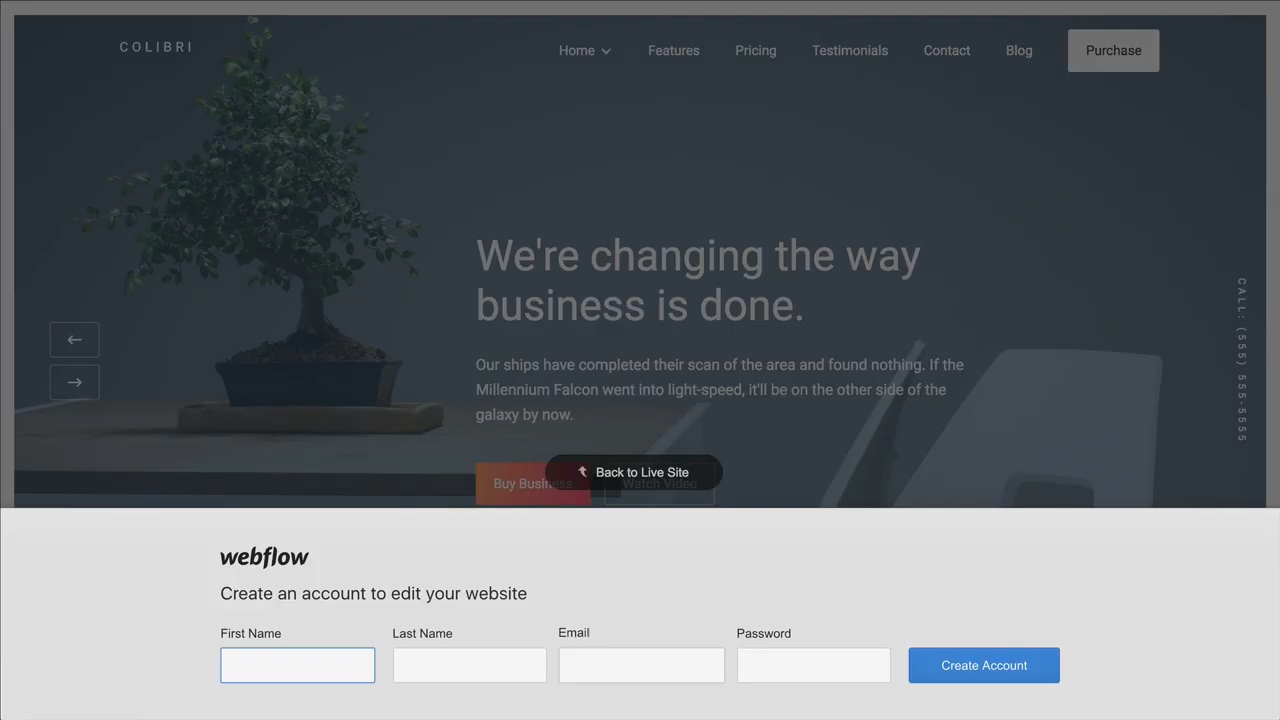 COLIBRI
Home
Features
Pricing
Testimonials
Contact
Blog
Purchase
We're changing the way
business is done.
Our ships have completed their scan of the area and found nothing. If the
Millennium Falcon went into light-speed, it'll be on the other side of the
galaxy by now.
CALL: (555) 555-5555
Back to Live Site
Buy Business
Watch Video
webflow
Create an account to edit your website
First Name
Last Name
Email
Password
Create Account